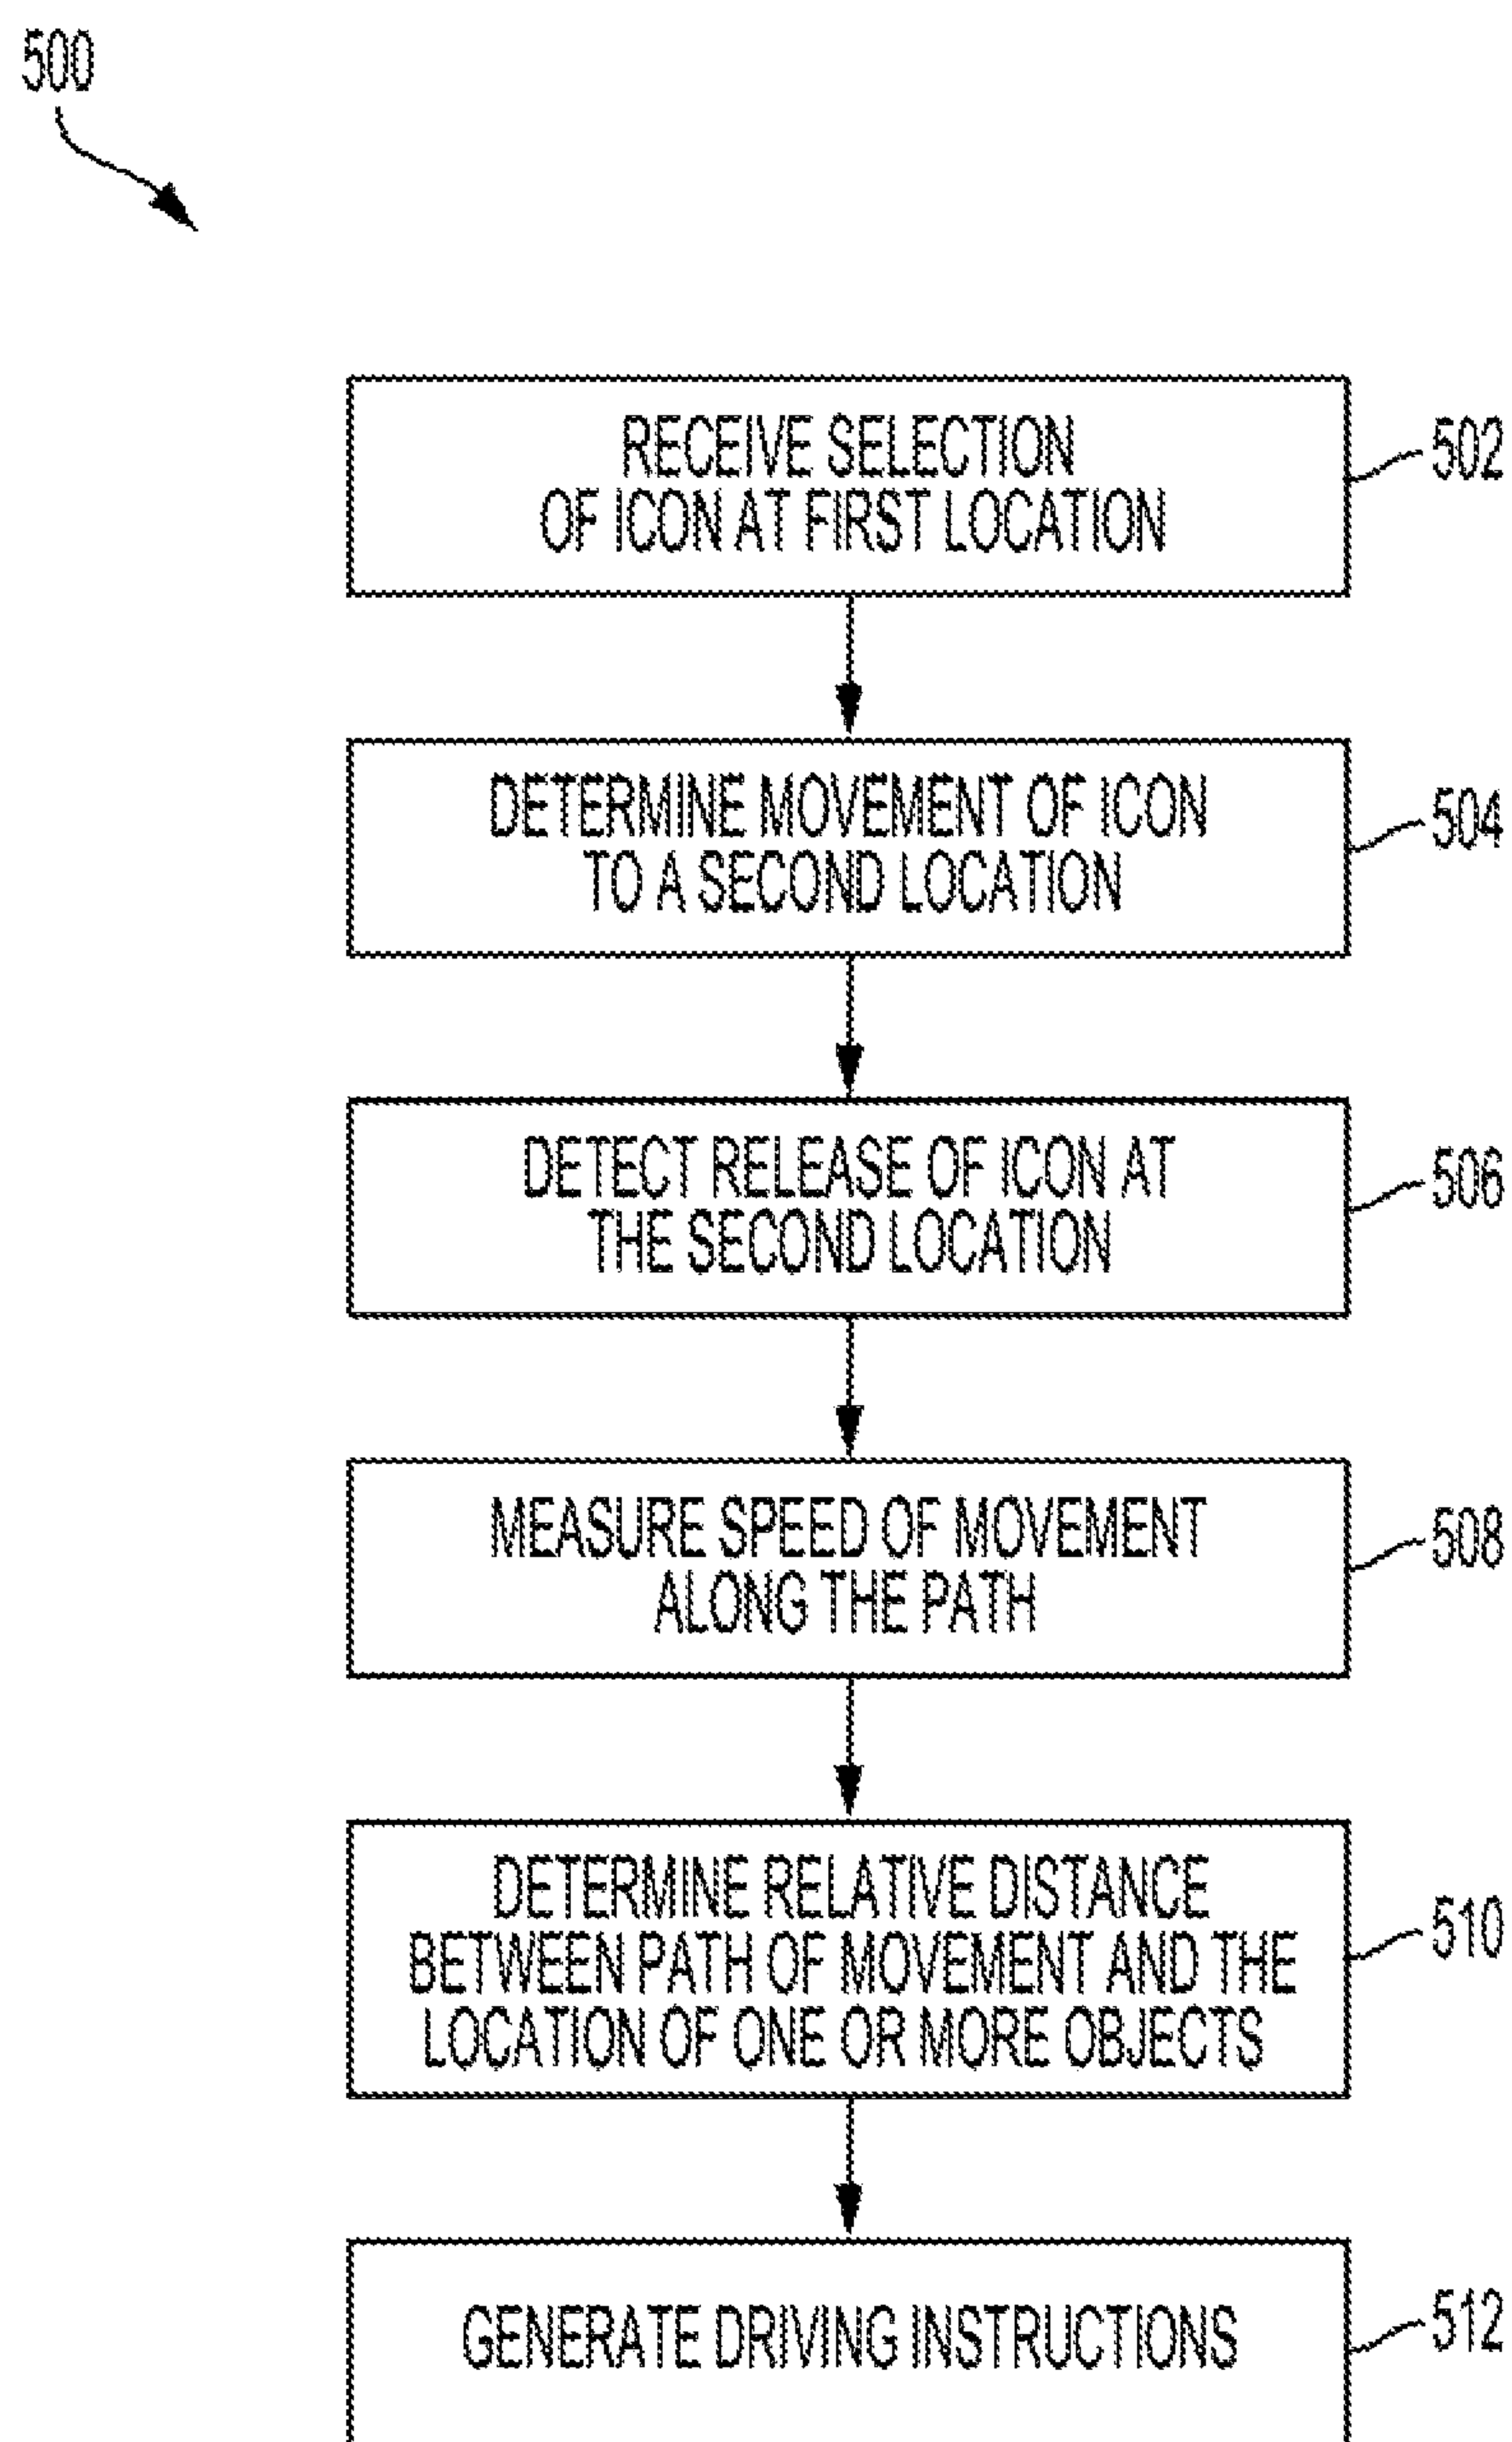 500
RECEIVE SELECTION
OF ICON AT FIRST LOCATION
502
DETERMINE MOVEMENT OF ICON
TO A SECOND LOCATION
504
DETECT RELEASE OF ICON AT
THE SECOND LOCATION
506
MEASURE SPEED OF MOVEMENT
ALONG THE PATH
508
DETERMINE RELATIVE DISTANCE
BETWEEN PATH OF MOVEMENT AND THE
LOCATION OF ONE OR MORE OBJECTS
510
GENERATE DRIVING INSTRUCTIONS
512